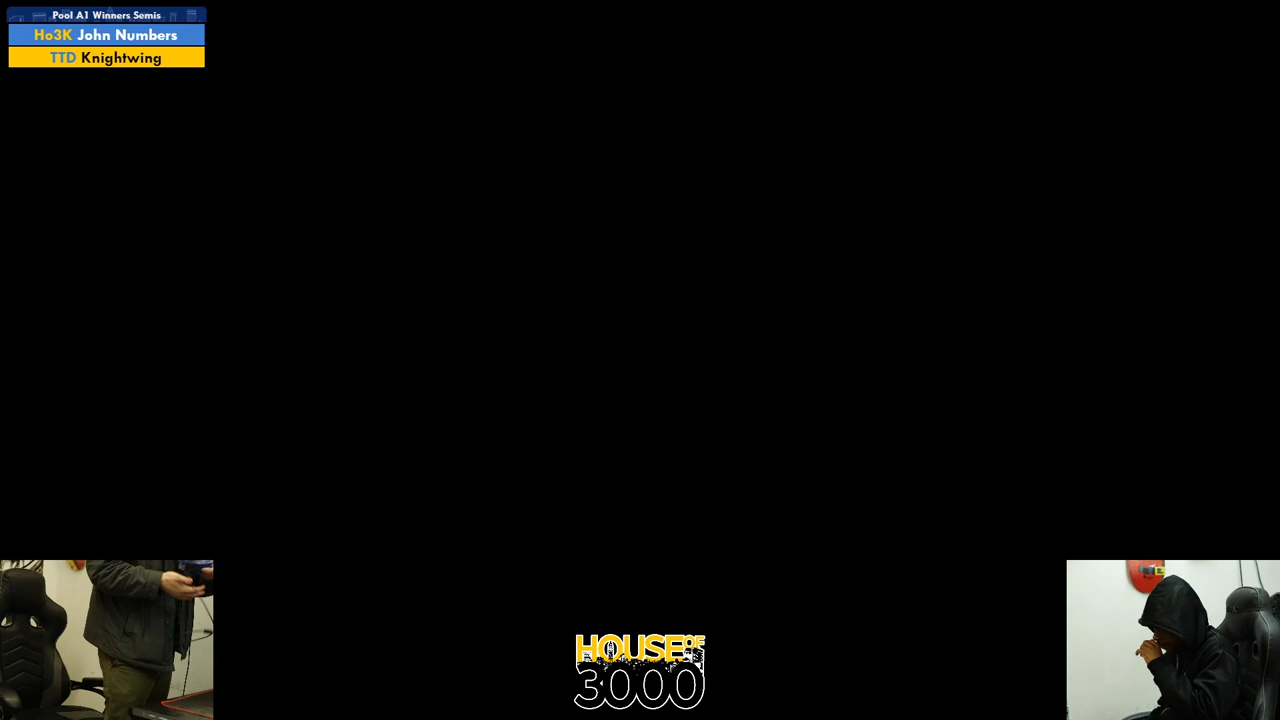 Pool A1 Winners Semis
Ho3K John Numbers
TTD Knightwing
HOUSE OF
3000